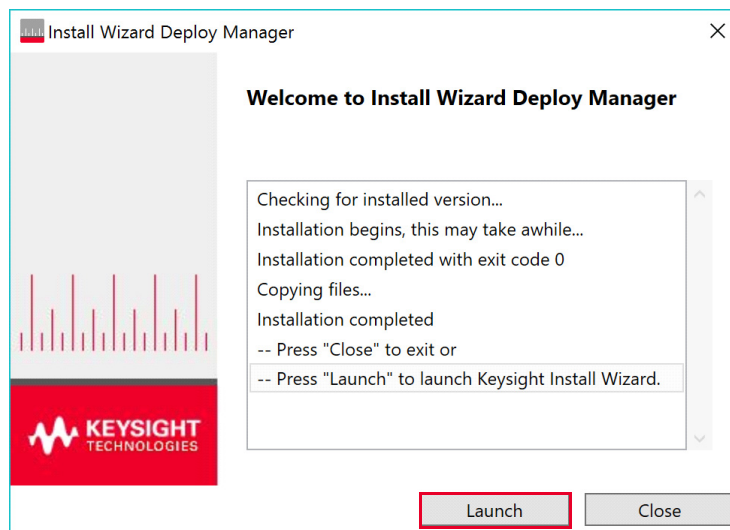 Install Wizard Deploy Manager
Welcome to Install Wizard Deploy Manager
Checking for installed version...
Installation begins, this may take awhile...
Installation completed with exit code 0
Copying files...
Installation completed
-- Press "Close" to exit or
-- Press "Launch" to launch Keysight Install Wizard.
KEYSIGHT
TECHNOLOGIES
Launch
Close